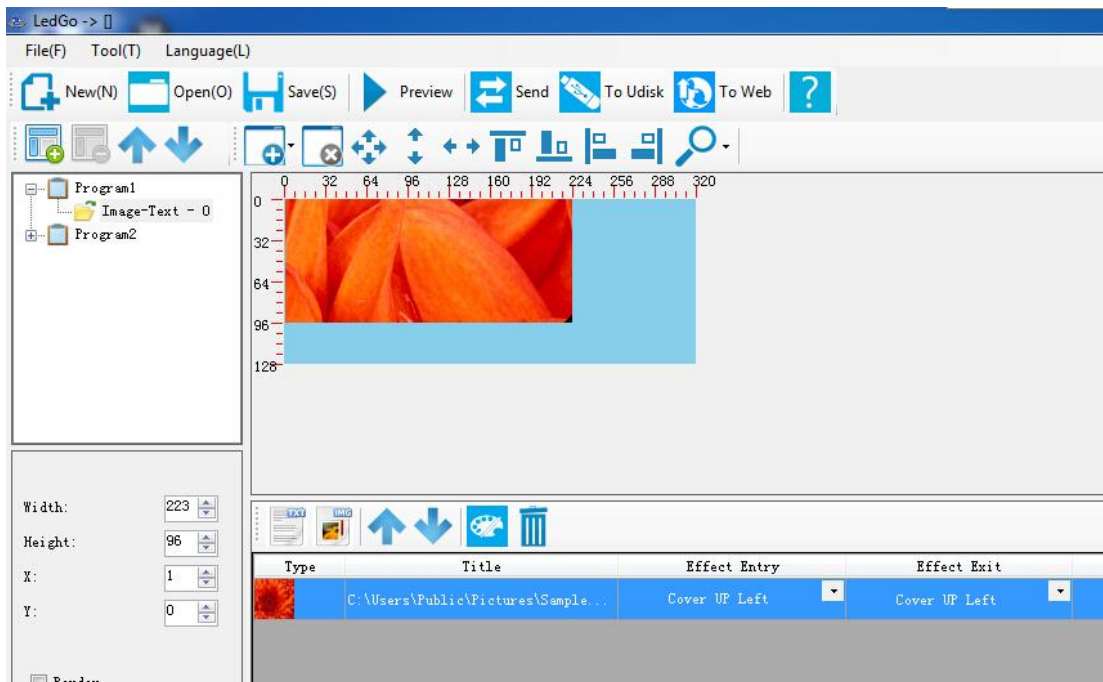 LedGo -> []
File(F) Tool(T) Language(L)
New(N) Open(O) Save(S) Preview Send To Udisk To Web ?
Program1
Image-Text - 0
Program2
0 32 64 96 128 160 192 224 256 288 320
0
32
64
96
128
Width: 223
Height: 96
X: 1
Y: 0
TXT IMG
Type Title Effect Entry Effect Exit
C:\Users\Public\Pictures\Sample... Cover UP Left Cover UP Left